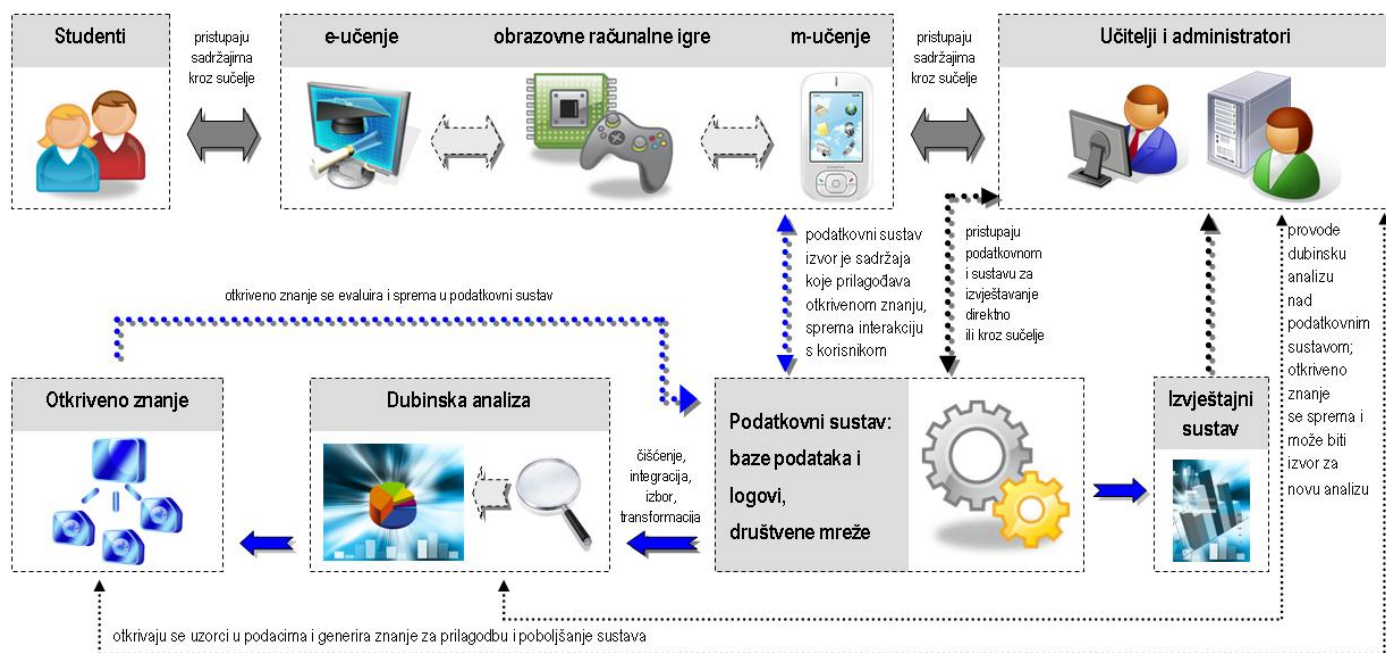 Studenti
pristupaju
sadržajima
kroz sučelje
e-učenje
obrazovne računalne igre
m-učenje
pristupaju
sadržajima
kroz sučelje
Učitelji i administratori
podatkovni sustav
izvor je sadržaja
koje prilagođava
otkrivenom znanju,
sprema interakciju
s korisnikom
pristupaju
podatkovnom
i sustavu za
izvještavanje
direktno
ili kroz sučelje
provode
dubinsku
analizu
nad
podatkovnim
sustavom;
otkriveno
znanje
se sprema i
može biti
izvor za
novu analizu
otkriveno znanje se evaluira i sprema u podatkovni sustav
Otkriveno znanje
Dubinska analiza
čišćenje,
integracija,
izbor,
transformacija
Podatkovni sustav:
baze podataka i
logovi,
društvene mreže
Izvještajni
sustav
otkrivaju se uzorci u podacima i generira znanje za prilagodbu i poboljšanje sustava